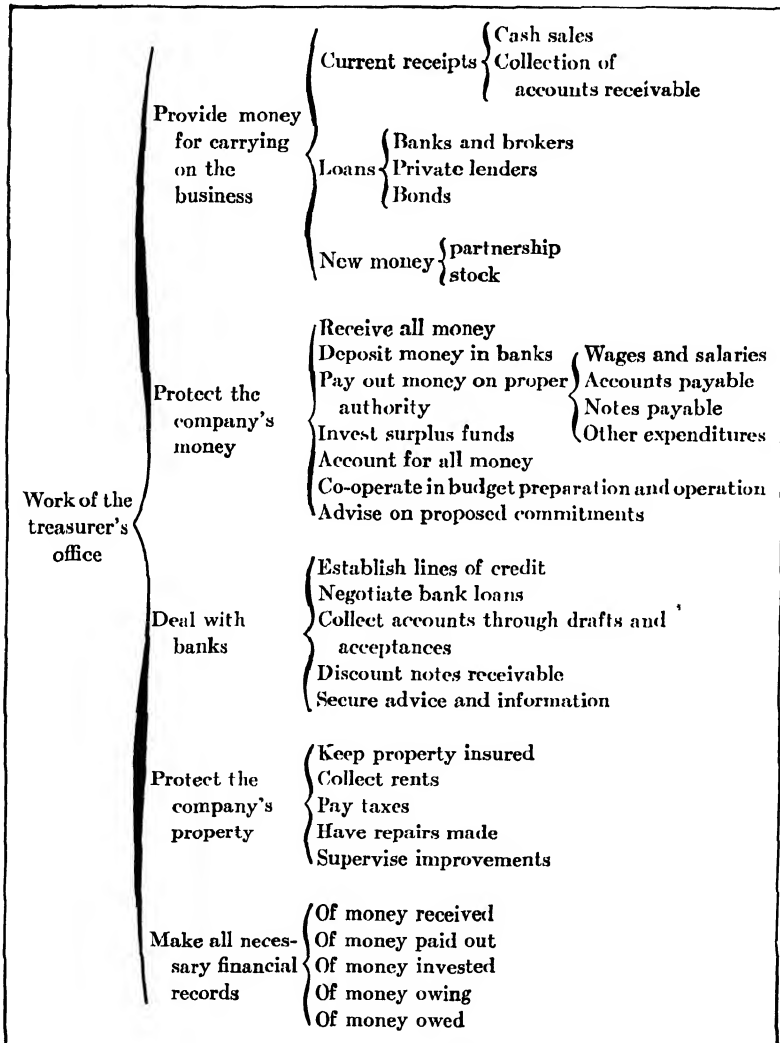 Cash sales
Current receipts
Collection of
accounts receivable
Provide money
for carrying
on the
business
Banks and brokers
Loans
Private lenders
Bonds
New money
partnership
stock
Receive all money
Deposit money in banks
Pay out money on proper
authority
Wages and salaries
Accounts payable
Notes payable
Other expenditures
Invest surplus funds
Account for all money
Co-operate in budget preparation and operation
Advise on proposed commitments
Protect the
company's
money
Work of the
treasurer's
office
Establish lines of credit
Negotiate bank loans
Collect accounts through drafts and
acceptances
Discount notes receivable
Secure advice and information
Deal with
banks
Keep property insured
Collect rents
Pay taxes
Have repairs made
Supervise improvements
Protect the
company's
property
Of money received
Of money paid out
Of money invested
Of money owing
Of money owed
Make all neces-
sary financial
records